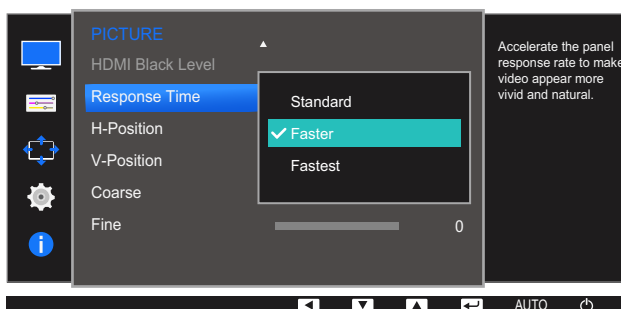 PICTURE
HDMI Black Level
Response Time
H-Position
V-Position
Coarse
Fine
Standard
Faster
Fastest
0
Accelerate the panel
response rate to make
video appear more
vivid and natural.
AUTO